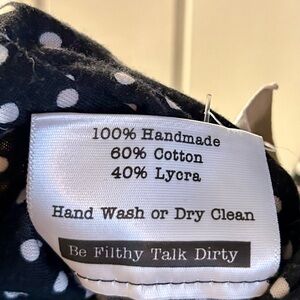 100% Handmade
60% Cotton
40% Lycra
Hand Wash or Dry Clean
Be Filthy Talk Dirty